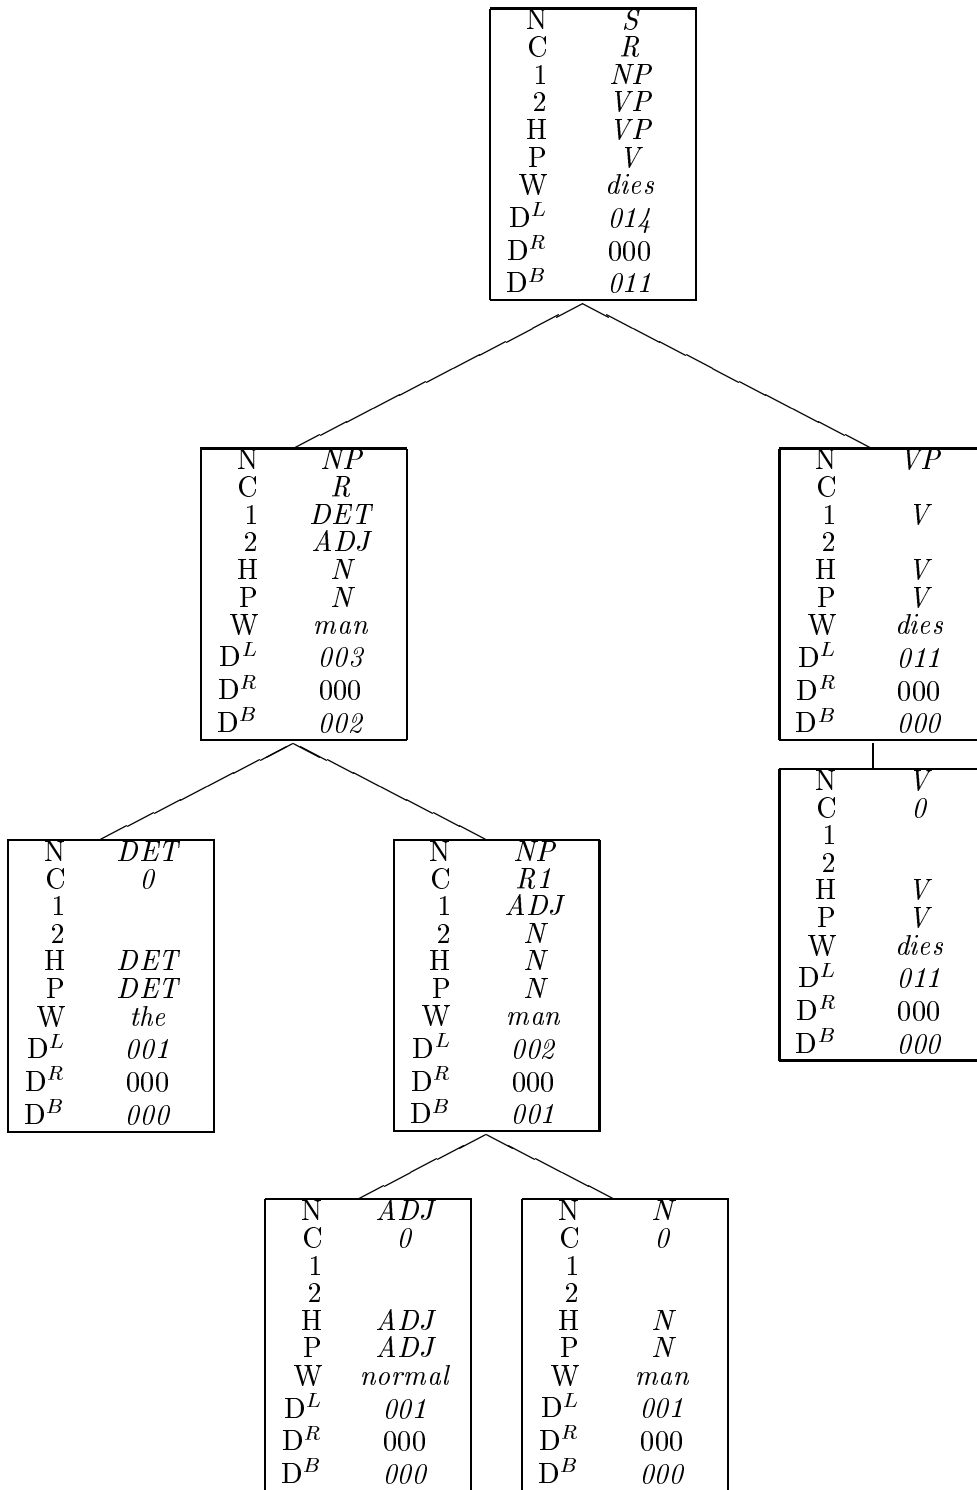 N S
C R
1 NP
2 VP
H VP
P V
W dies
D^L 014
D^R 000
D^B 011
N NP
C R
1 DET
2 ADJ
H N
P N
W man
D^L 003
D^R 000
D^B 002
N VP
C
1 V
2
H V
P V
W dies
D^L 011
D^R 000
D^B 000
N DET
C 0
1
2
H DET
P DET
W the
D^L 001
D^R 000
D^B 000
N NP
C R1
1 ADJ
2 N
H N
P N
W man
D^L 002
D^R 000
D^B 001
N V
C 0
1
2
H V
P V
W dies
D^L 011
D^R 000
D^B 000
N ADJ
C 0
1
2
H ADJ
P ADJ
W normal
D^L 001
D^R 000
D^B 000
N N
C 0
1
2
H N
P N
W man
D^L 001
D^R 000
D^B 000